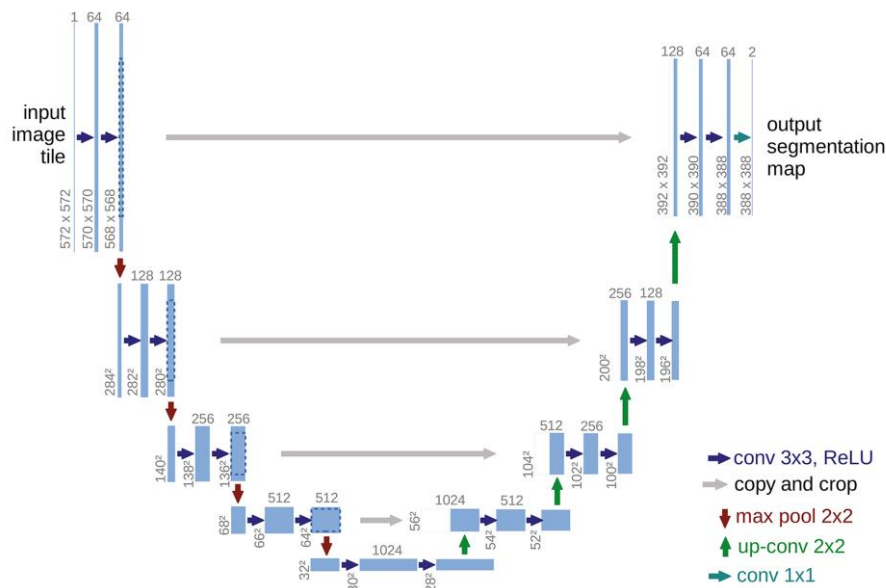 1
64
64
input
image
tile
572 x 572
570 x 570
568 x 568
128
64
64
2
output
segmentation
map
392 x 392
390 x 390
388 x 388
388 x 388
128
128
284²
282²
280²
256
128
200²
198²
196²
256
256
140²
138²
136²
512
256
104²
102²
100²
512
512
68²
66²
64²
1024
512
56²
54²
52²
1024
32²
30²
28²
conv 3x3, ReLU
copy and crop
max pool 2x2
up-conv 2x2
conv 1x1